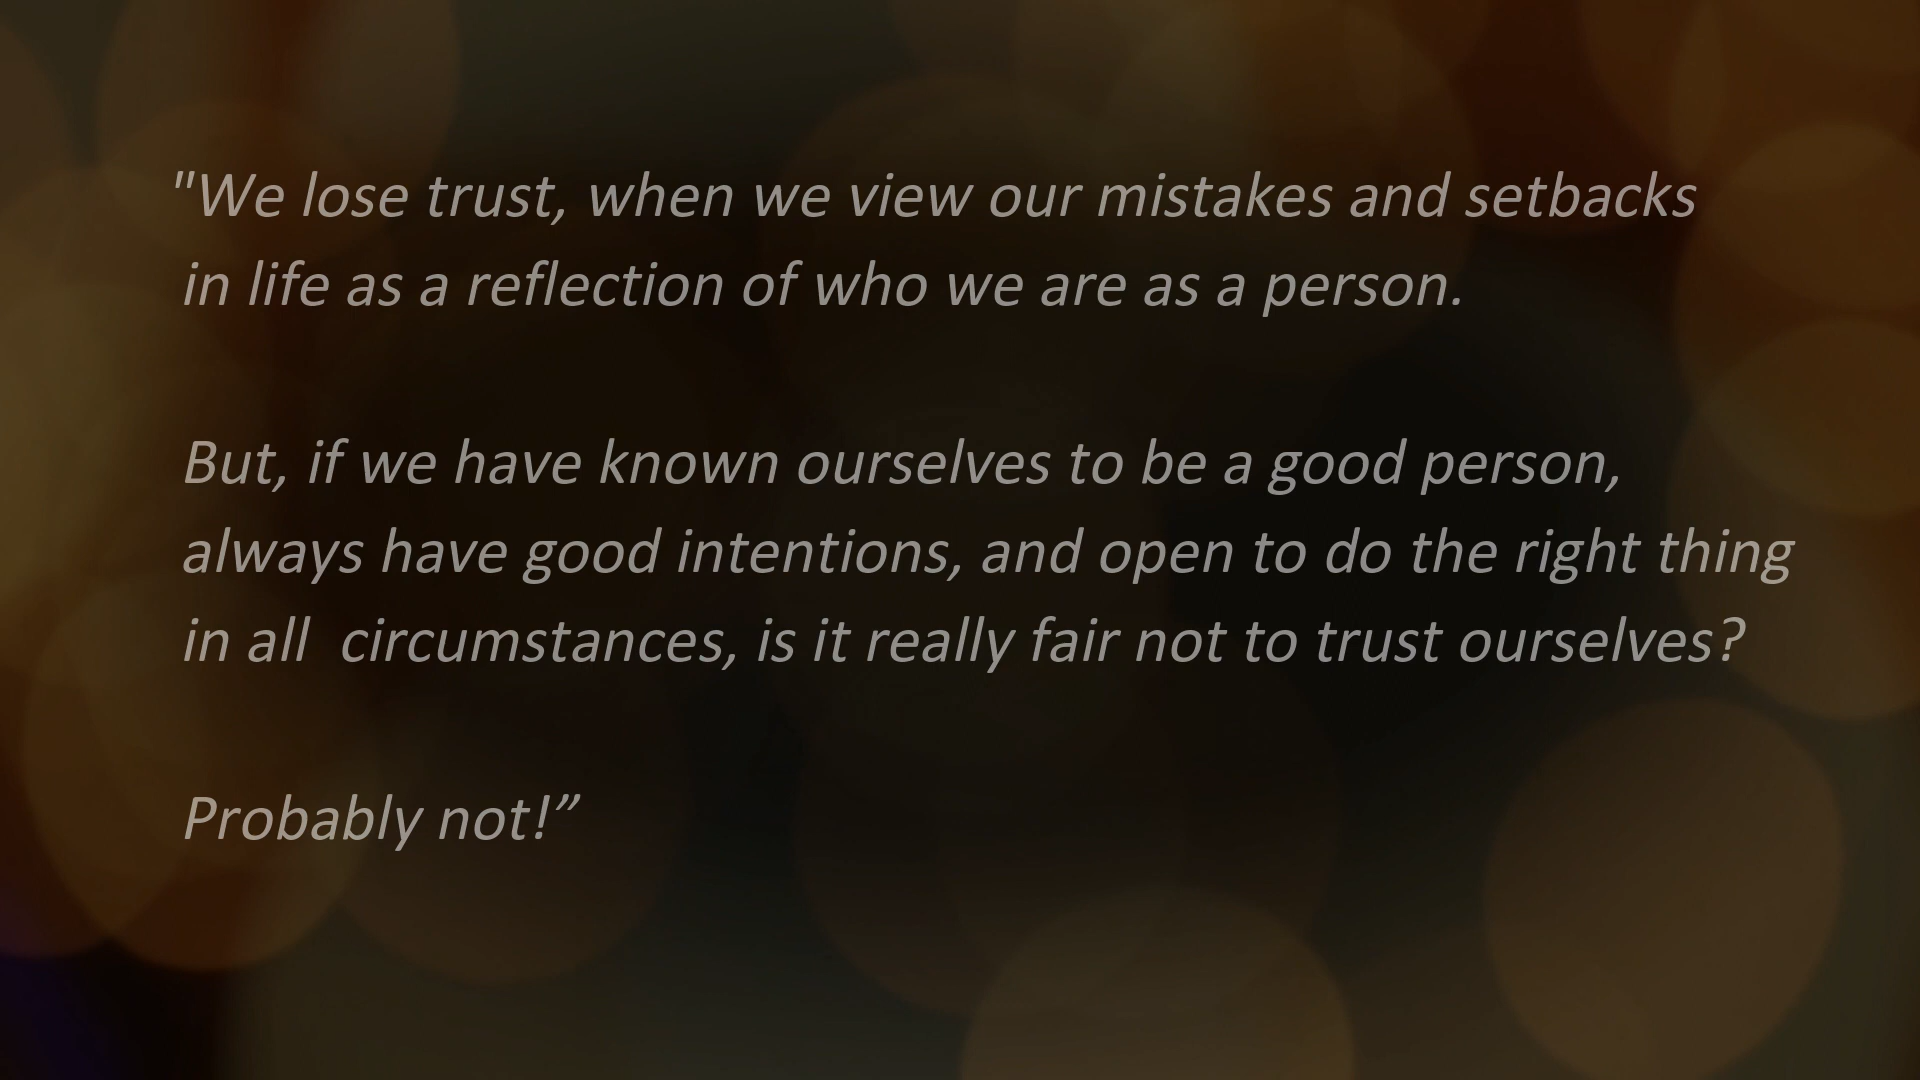 "We lose trust, when we view our mistakes and setbacks
in life as a reflection of who we are as a person.
But, if we have known ourselves to be a good person,
always have good intentions, and open to do the right thing
in all  circumstances, is it really fair not to trust ourselves?
Probably not!”